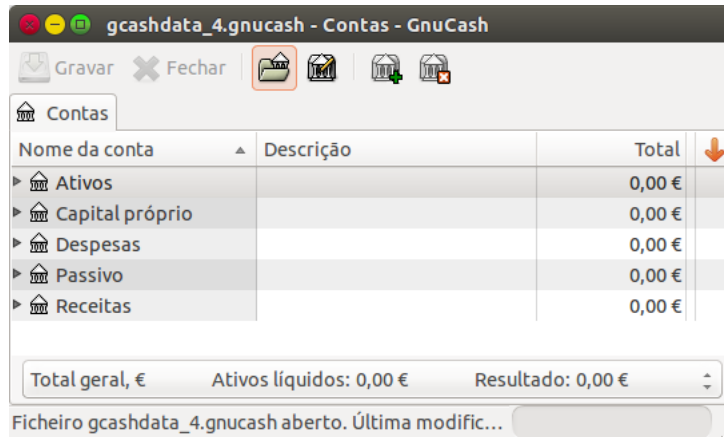 gcashdata_4.gnucash - Contas - GnuCash
Gravar Fechar
Contas
Nome da conta Descrição Total
Ativos 0,00 €
Capital próprio 0,00 €
Despesas 0,00 €
Passivo 0,00 €
Receitas 0,00 €
Total geral, € Ativos líquidos: 0,00 € Resultado: 0,00 €
Ficheiro gcashdata_4.gnucash aberto. Última modific...